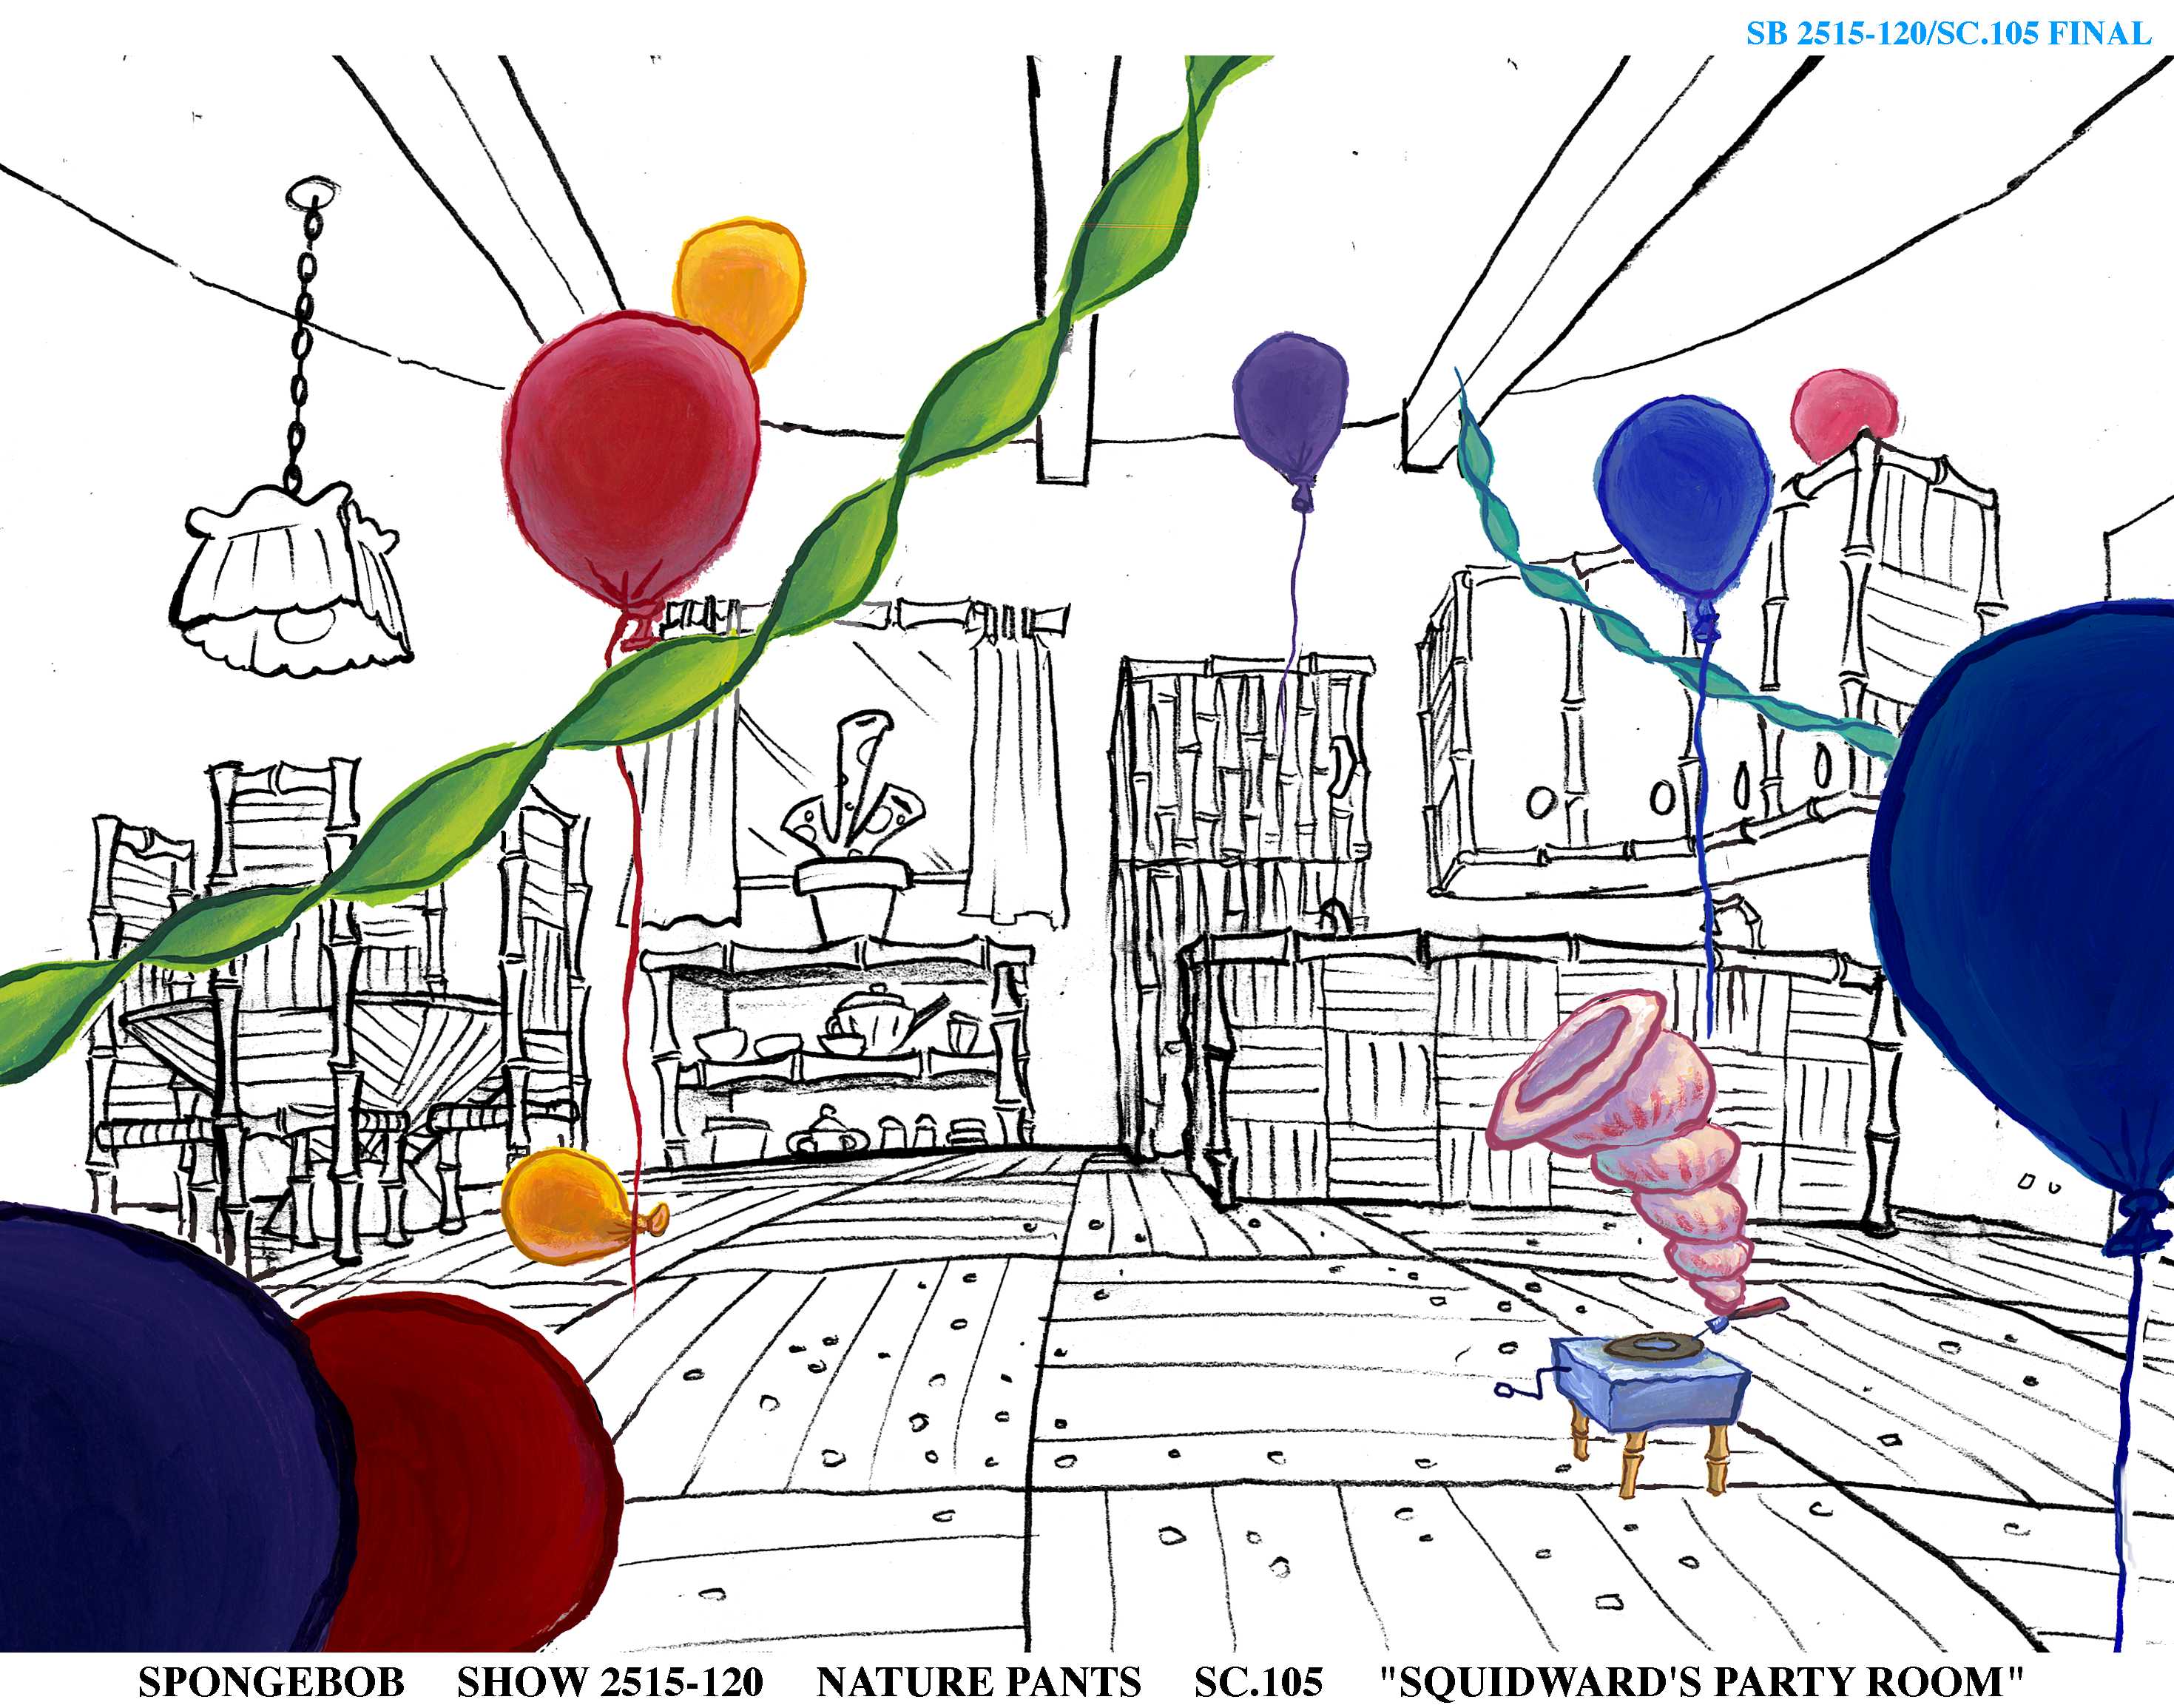 SB 2515-120/SC.105 FINAL
SPONGEBOB SHOW 2515-120 NATURE PANTS SC.105 "SQUIDWARD'S PARTY ROOM"